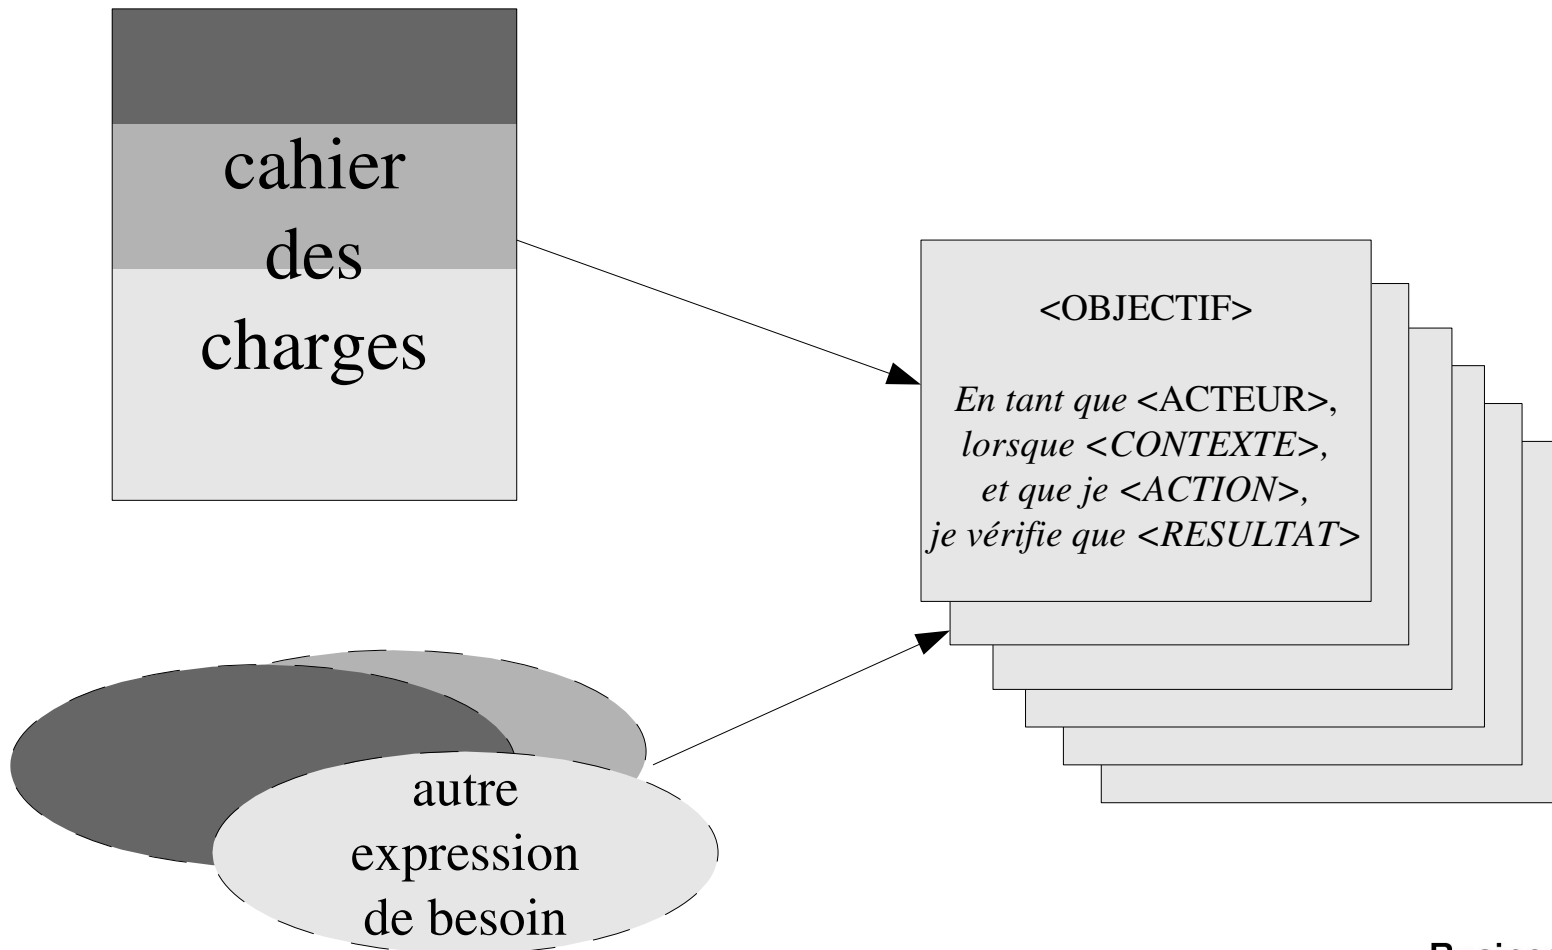 cahier
des
charges
<OBJECTIF>
En tant que <ACTEUR>,
lorsque <CONTEXTE>,
et que je <ACTION>,
je vérifie que <RESULTAT>
autre
expression
de besoin